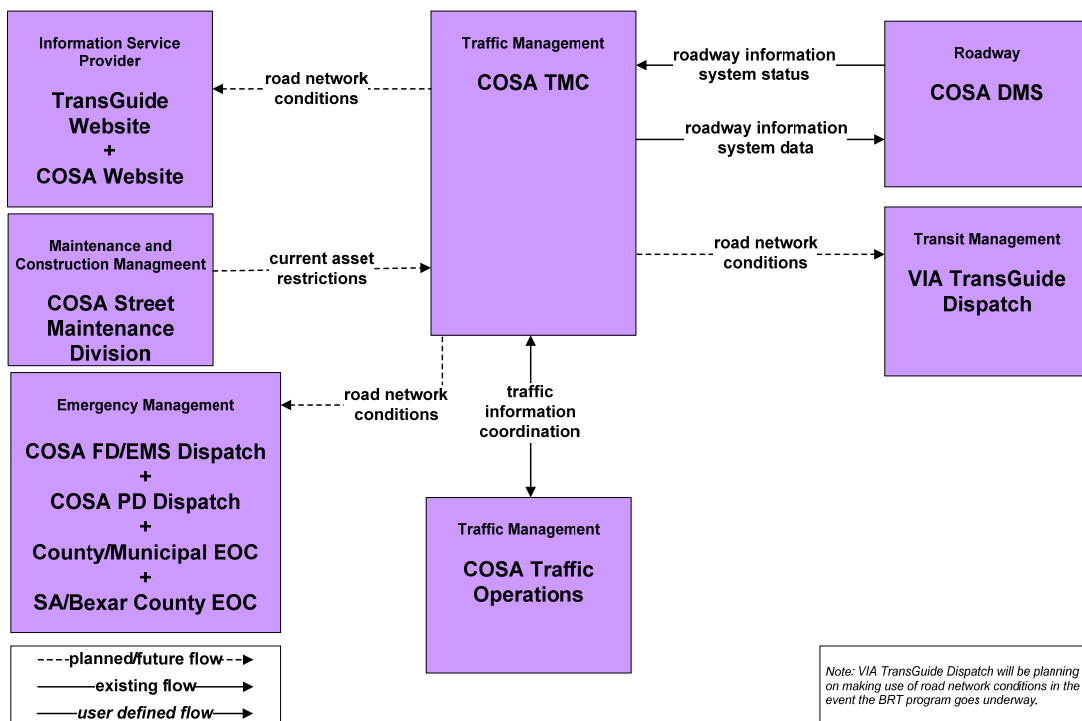 Information Service
Provider
TransGuide
Website
+
COSA Website
road network
conditions
Traffic Management
COSA TMC
roadway information
system status
roadway information
system data
Roadway
COSA DMS
Maintenance and
Construction Managmeent
COSA Street
Maintenance
Division
current asset
restrictions
road network
conditions
Transit Management
VIA TransGuide
Dispatch
Emergency Management
COSA FD/EMS Dispatch
+
COSA PD Dispatch
+
County/Municipal EOC
+
SA/Bexar County EOC
road network
conditions
traffic
information
coordination
Traffic Management
COSA Traffic
Operations
planned/future flow
existing flow
user defined flow
Note: VIA TransGuide Dispatch will be planning
on making use of road network conditions in the
event the BRT program goes underway.